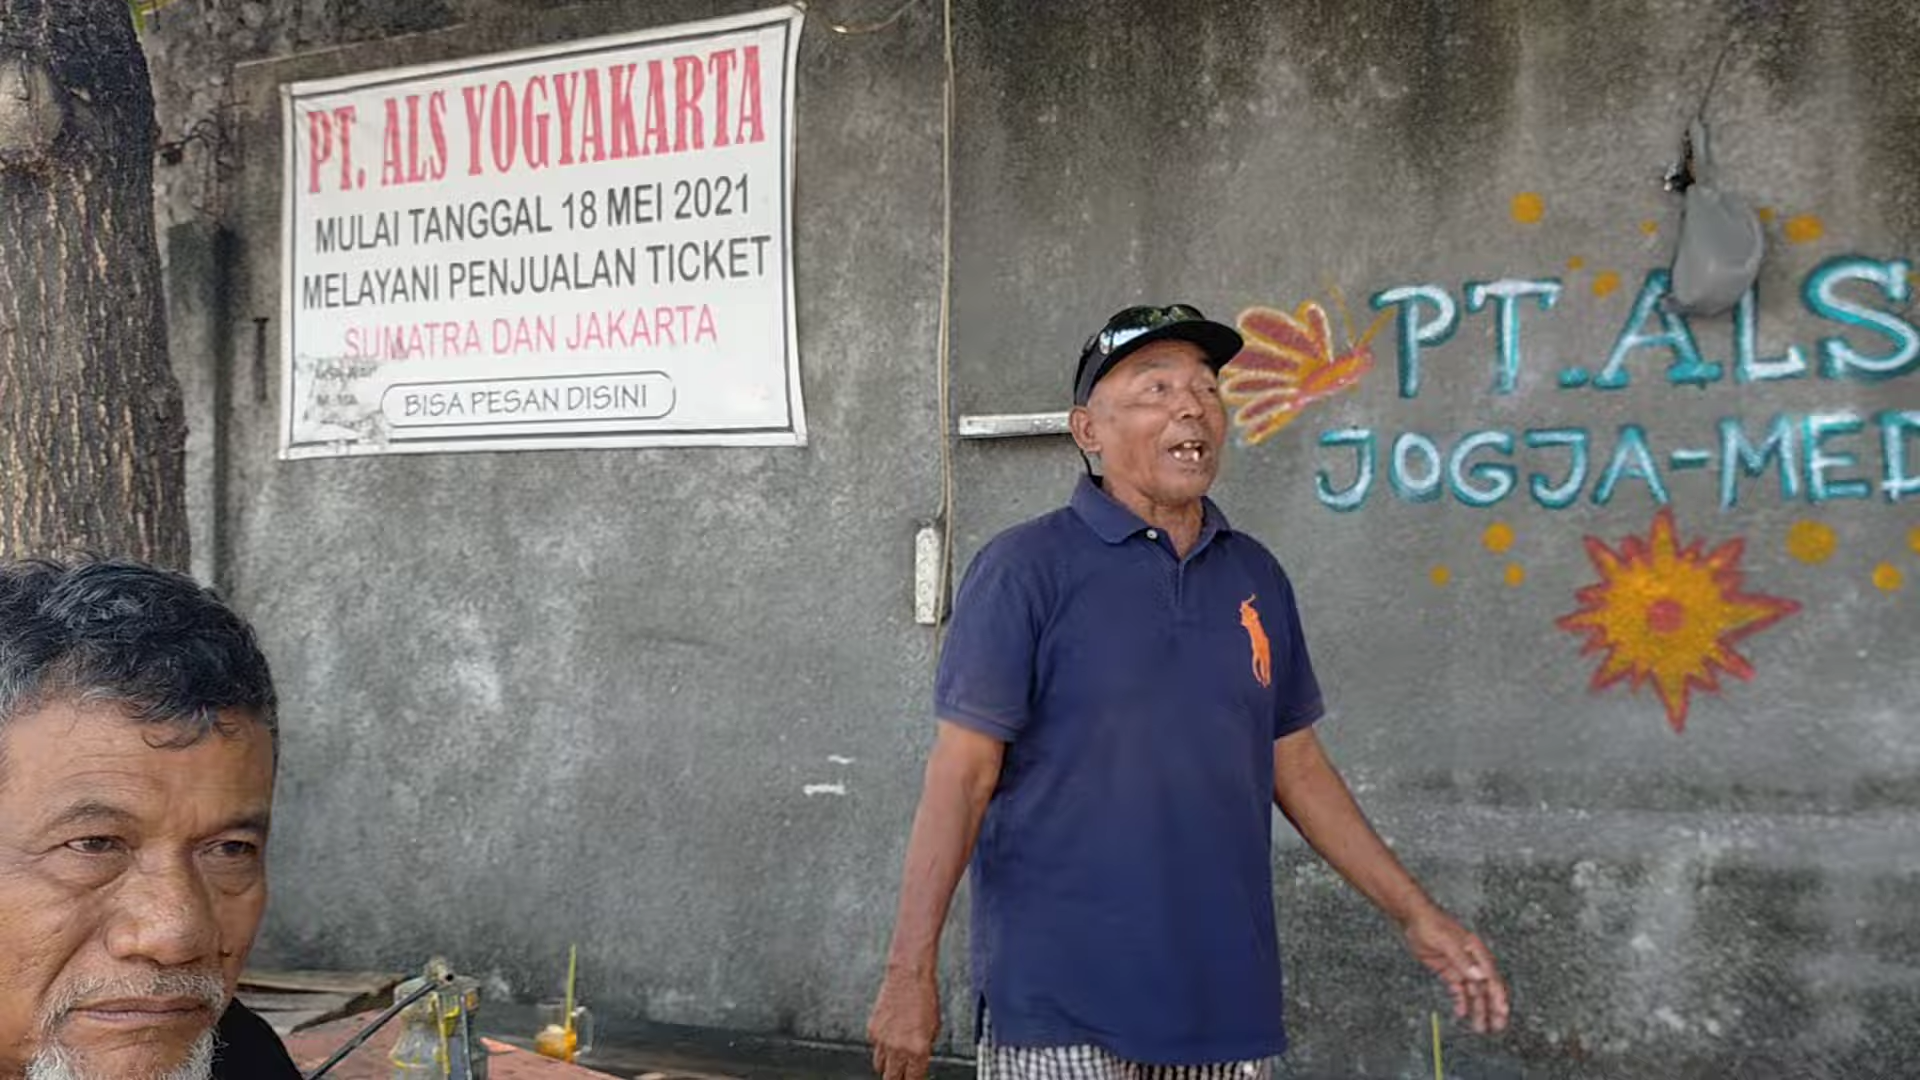 PT. ALS YOGYAKARTA
MULAI TANGGAL 18 MEI 2021
MELAYANI PENJUALAN TICKET
SUMATRA DAN JAKARTA
BISA PESAN DISINI
PT. ALS
JOGJA-MED